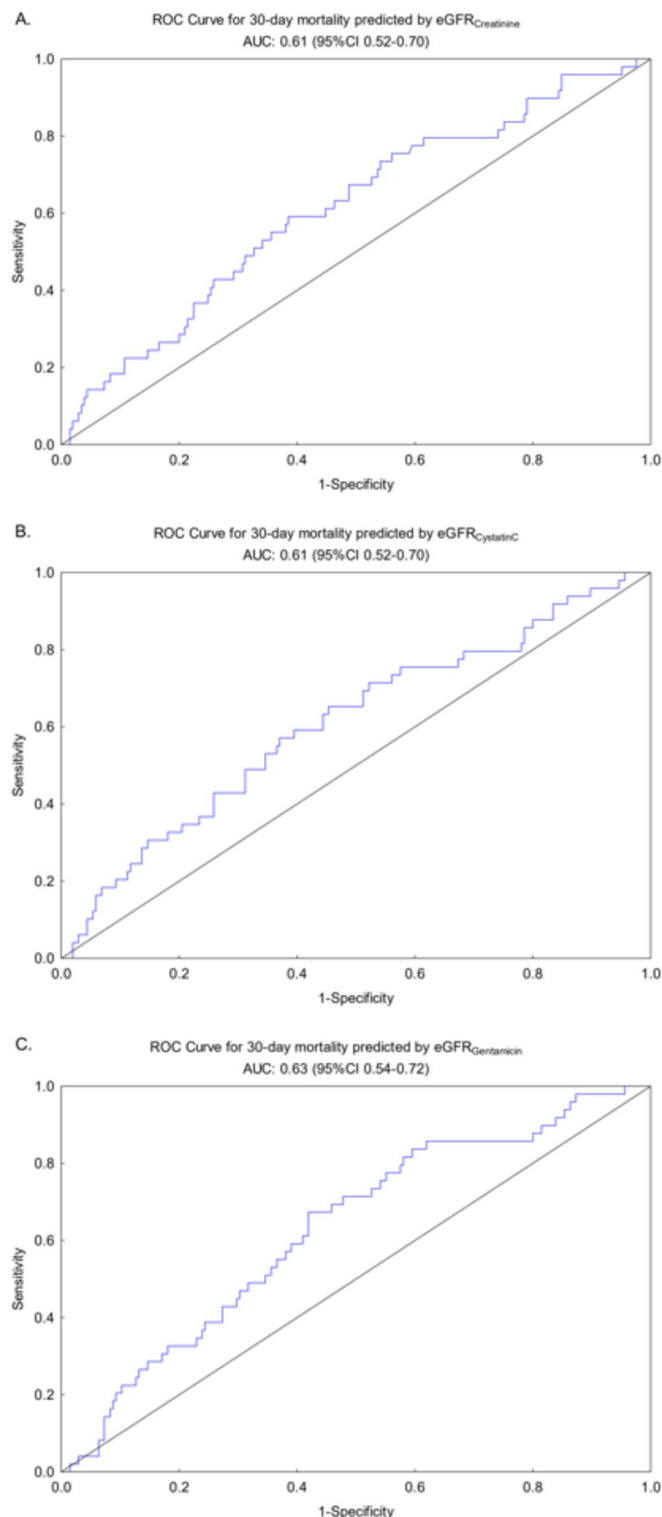 A.
ROC Curve for 30-day mortality predicted by eGFRCreatinine
AUC: 0.61 (95%CI 0.52-0.70)
1.0
0.8
0.6
Sensitivity
0.4
0.2
0.0
0.0 0.2 0.4 0.6 0.8 1.0
1-Specificity
B.
ROC Curve for 30-day mortality predicted by eGFRCystatinC
AUC: 0.61 (95%CI 0.52-0.70)
1.0
0.8
0.6
Sensitivity
0.4
0.2
0.0
0.0 0.2 0.4 0.6 0.8 1.0
1-Specificity
C.
ROC Curve for 30-day mortality predicted by eGFRGentamicin
AUC: 0.63 (95%CI 0.54-0.72)
1.0
0.8
0.6
Sensitivity
0.4
0.2
0.0
0.0 0.2 0.4 0.6 0.8 1.0
1-Specificity